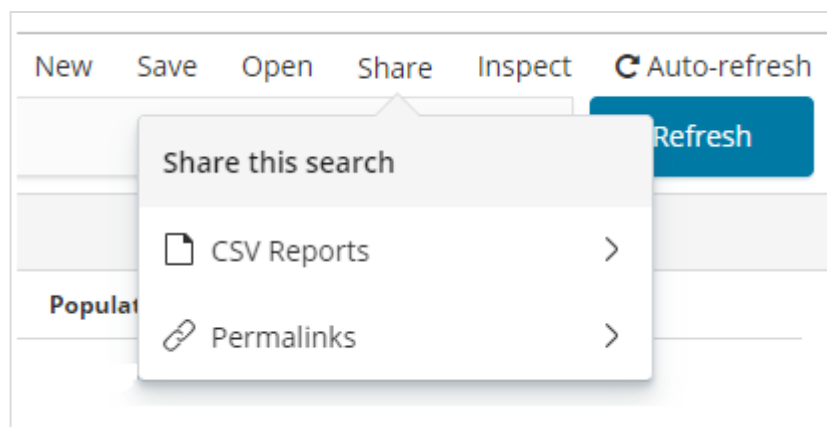 New Save Open Share Inspect Auto-refresh
Refresh
Share this search
CSV Reports
Populat
Permalinks